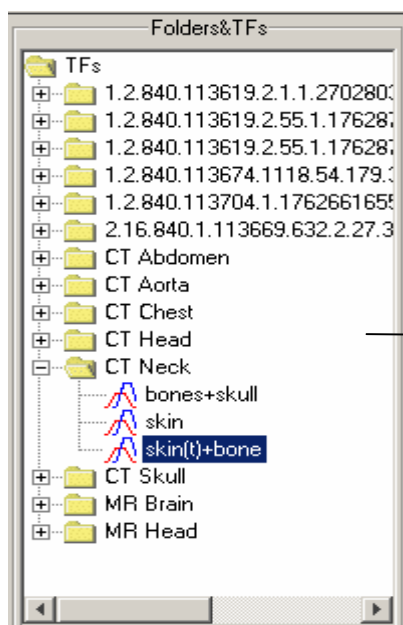 Folders&TFs
TFs
1.2.840.113619.2.1.1.2702803
1.2.840.113619.2.55.1.176287
1.2.840.113619.2.55.1.176287
1.2.840.113674.1118.54.179.3
1.2.840.113704.1.1762661655
2.16.840.1.113669.632.2.27.3
CT Abdomen
CT Aorta
CT Chest
CT Head
CT Neck
bones+skull
skin
skin(t)+bone
CT Skull
MR Brain
MR Head